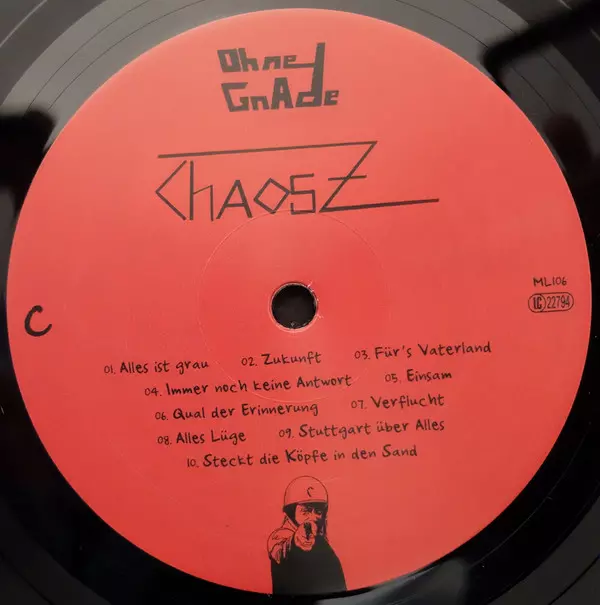 Ohne
GnAde
ChAosZ
ML106
LC 22794
C
01. Alles ist grau 02. Zukunft 03. Für's Vaterland
04. Immer noch keine Antwort 05. Einsam
06. Qual der Erinnerung 07. Verflucht
08. Alles Lüge 09. Stuttgart über Alles
10. Steckt die Köpfe in den Sand